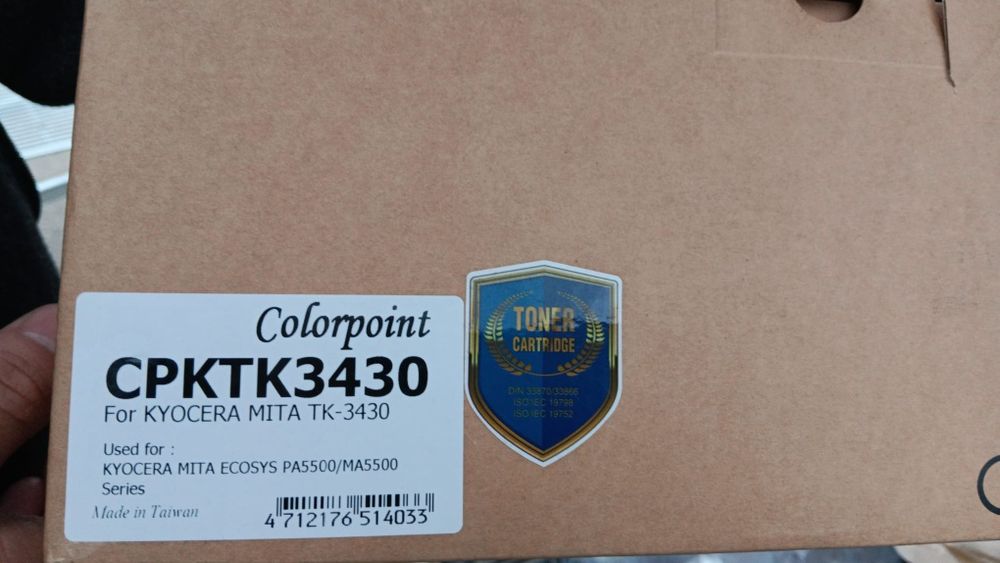 Colorpoint
CPKTK3430
For KYOCERA MITA TK-3430
Used for :
KYOCERA MITA ECOSYS PA5500/MA5500
Series
Made in Taiwan
4 712176 514033
TONER
CARTRIDGE
DIN 33870/33866
ISO IEC 19798
ISO IEC 19752